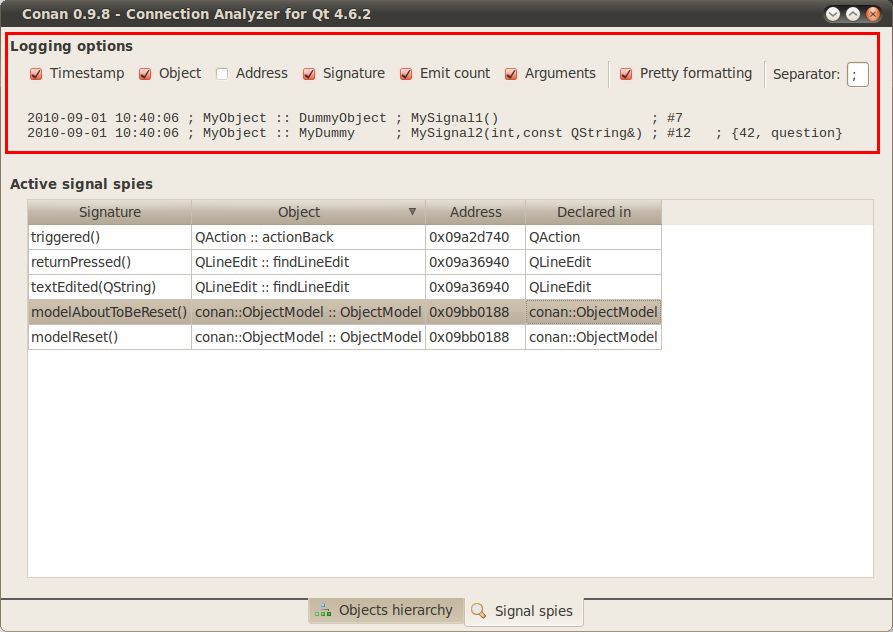 Conan 0.9.8 - Connection Analyzer for Qt 4.6.2
Logging options
Timestamp Object Address Signature Emit count Arguments Pretty formatting Separator: ;
2010-09-01 10:40:06 ; MyObject :: DummyObject ; MySignal1() ; #7
2010-09-01 10:40:06 ; MyObject :: MyDummy ; MySignal2(int,const QString&) ; #12 ; {42, question}
Active signal spies
Signature Object Address Declared in
triggered() QAction :: actionBack 0x09a2d740 QAction
returnPressed() QLineEdit :: findLineEdit 0x09a36940 QLineEdit
textEdited(QString) QLineEdit :: findLineEdit 0x09a36940 QLineEdit
modelAboutToBeReset() conan::ObjectModel :: ObjectModel 0x09bb0188 conan::ObjectModel
modelReset() conan::ObjectModel :: ObjectModel 0x09bb0188 conan::ObjectModel
Objects hierarchy Signal spies